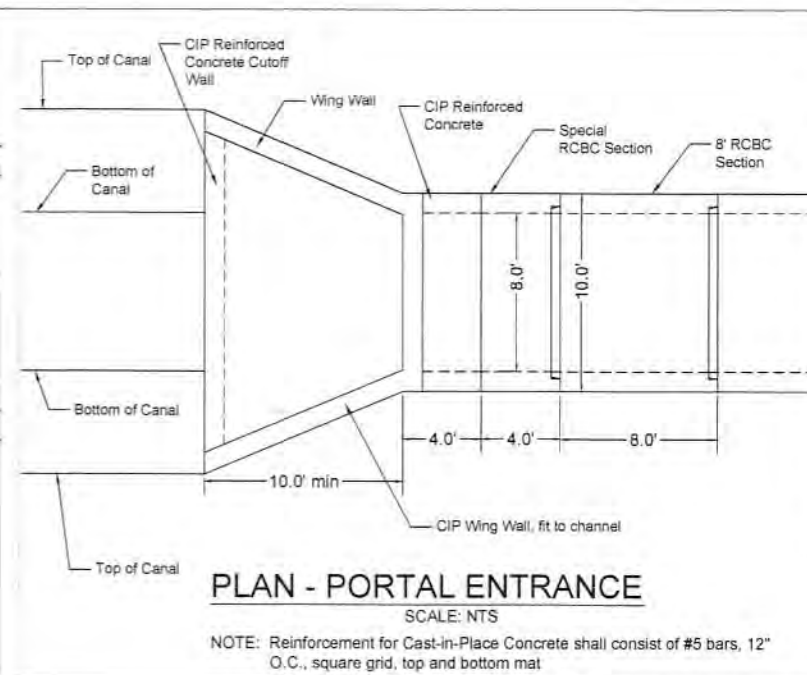 CIP Reinforced
Concrete Cutoff
Wall
Top of Canal
Wing Wall
CIP Reinforced
Concrete
Special
RCBC Section
8' RCBC
Section
Bottom of
Canal
8.0'
10.0'
Bottom of Canal
4.0'
4.0'
8.0'
10.0' min
CIP Wing Wall, fit to channel
Top of Canal
PLAN - PORTAL ENTRANCE
SCALE: NTS
NOTE: Reinforcement for Cast-in-Place Concrete shall consist of #5 bars, 12"
O.C., square grid, top and bottom mat